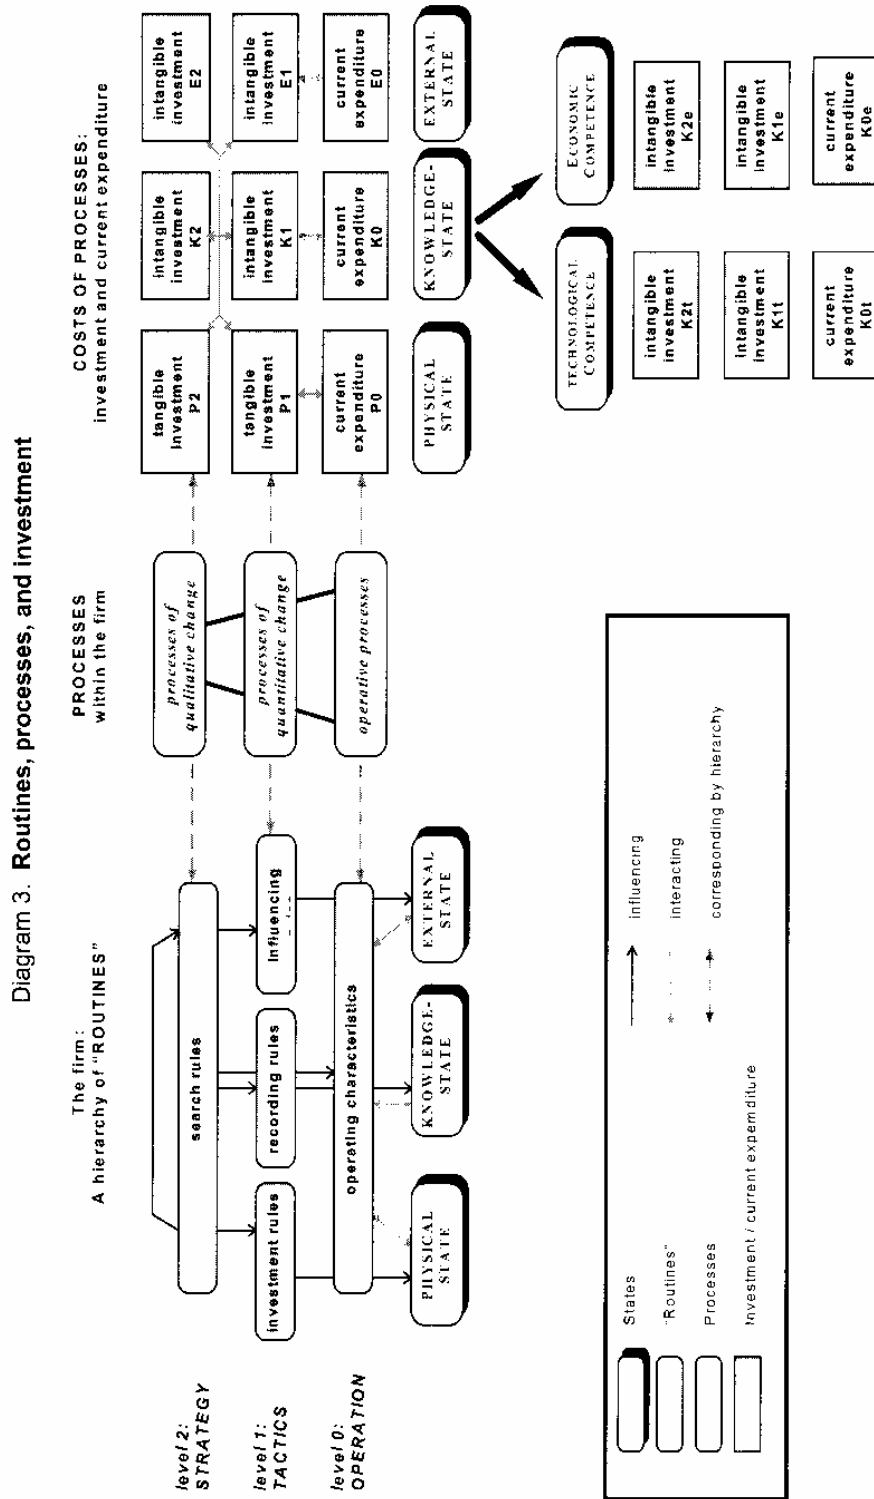 Diagram 3. Routines, processes, and investment
The firm:
A hierarchy of "ROUTINES"
PROCESSES
within the firm
COSTS OF PROCESSES:
investment and current expenditure
level 2:
STRATEGY
search rules
processes of
qualitative change
tangible
investment
P2
intangible
investment
K2
intangible
investment
E2
level 1:
TACTICS
investment rules
recording rules
Influencing
processes of
quantitative change
tangible
investment
P1
intangible
investment
K1
intangible
investment
E1
level 0:
OPERATION
operating characteristics
operative processes
current
expenditure
P0
current
expenditure
K0
current
expenditure
E0
PHYSICAL
STATE
KNOWLEDGE-
STATE
EXTERNAL
STATE
PHYSICAL
STATE
KNOWLEDGE-
STATE
EXTERNAL
STATE
TECHNOLOGICAL
COMPETENCE
ECONOMIC
COMPETENCE
intangible
investment
K2t
intangible
investment
K2e
intangible
investment
K1t
intangible
investment
K1e
current
expenditure
K0t
current
expenditure
K0e
States
"Routines"
Processes
Investment / current expemditure
influencing
interacting
corresponding by hierarchy